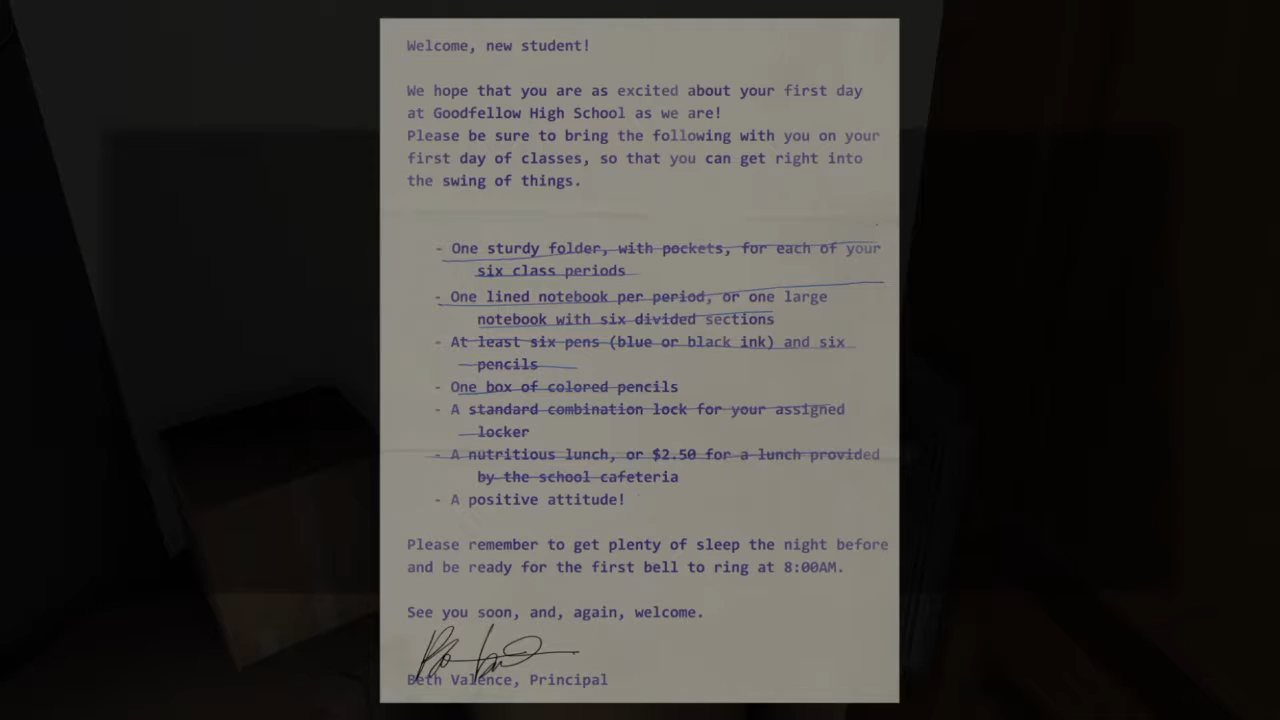 Welcome, new student!
We hope that you are as excited about your first day
at Goodfellow High School as we are!
Please be sure to bring the following with you on your
first day of classes, so that you can get right into
the swing of things.
- One sturdy folder, with pockets, for each of your
six class periods
- One lined notebook per period, or one large
notebook with six divided sections
- At least six pens (blue or black ink) and six
pencils
- One box of colored pencils
- A standard combination lock for your assigned
locker
- A nutritious lunch, or $2.50 for a lunch provided
by the school cafeteria
- A positive attitude!
Please remember to get plenty of sleep the night before
and be ready for the first bell to ring at 8:00AM.
See you soon, and, again, welcome.
Beth Valence, Principal